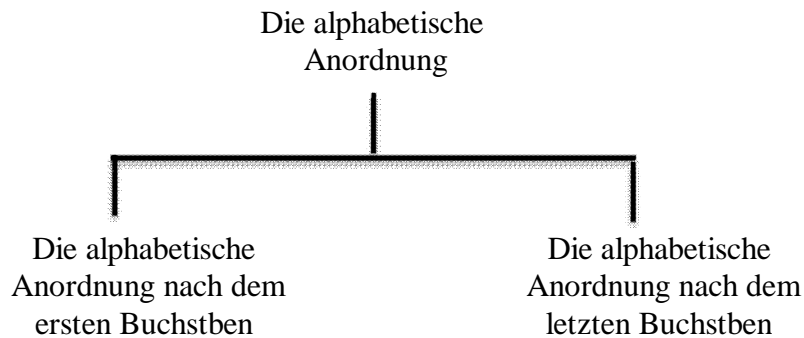 Die alphabetische
Anordnung
Die alphabetische
Anordnung nach dem
ersten Buchstben
Die alphabetische
Anordnung nach dem
letzten Buchstben